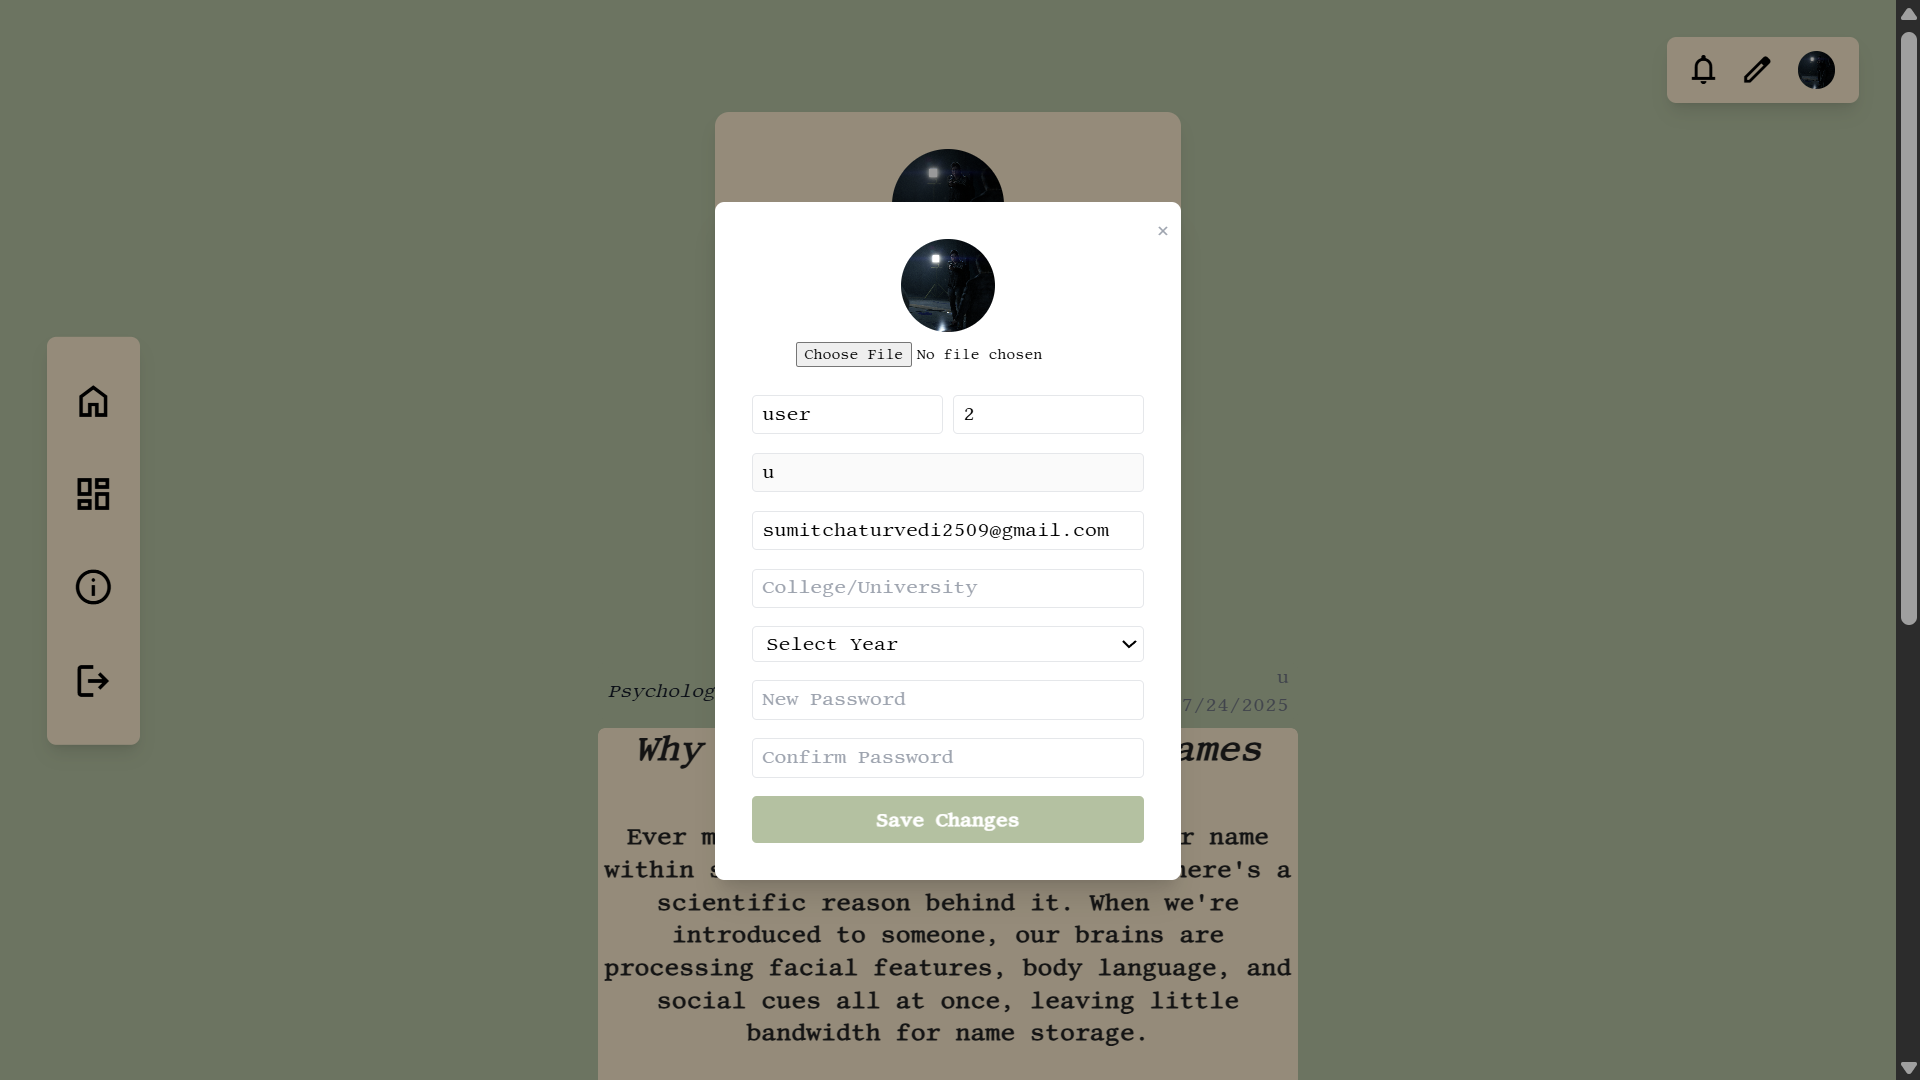 ×
Choose File No file chosen
user 2
u
sumitchaturvedi2509@gmail.com
College/University
Select Year
New Password
Confirm Password
Save Changes
u
Psycholog
7/24/2025
Why ames
Ever m r name
within s here's a
scientific reason behind it. When we're
introduced to someone, our brains are
processing facial features, body language, and
social cues all at once, leaving little
bandwidth for name storage.